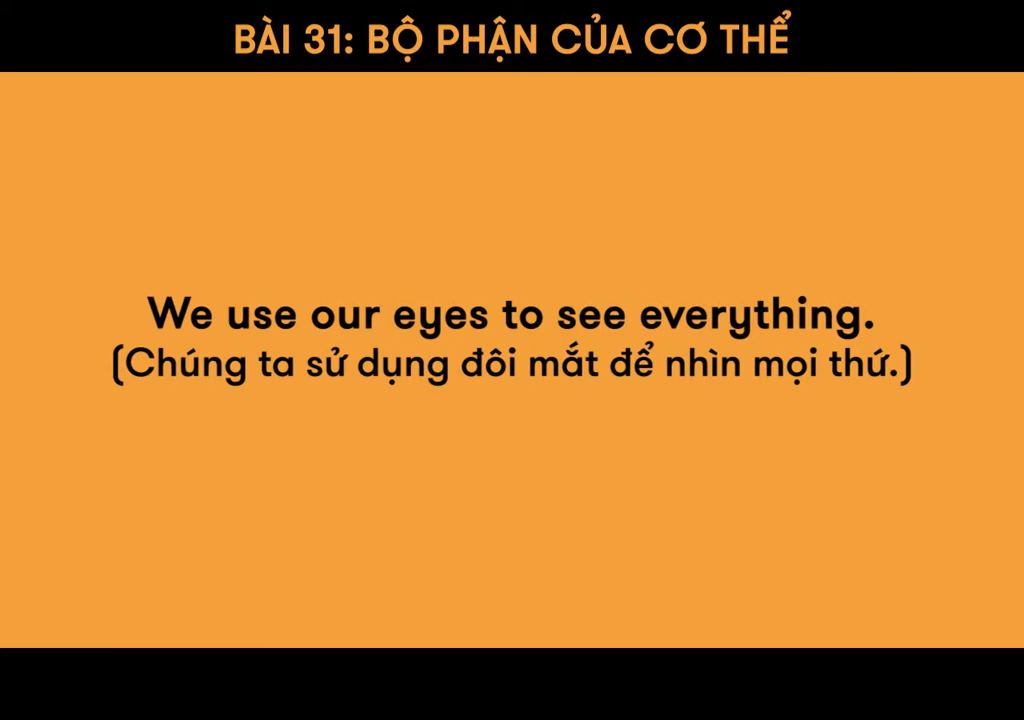 BÀI 31: BỘ PHẬN CỦA CƠ THỂ
We use our eyes to see everything.
(Chúng ta sử dụng đôi mắt để nhìn mọi thứ.)